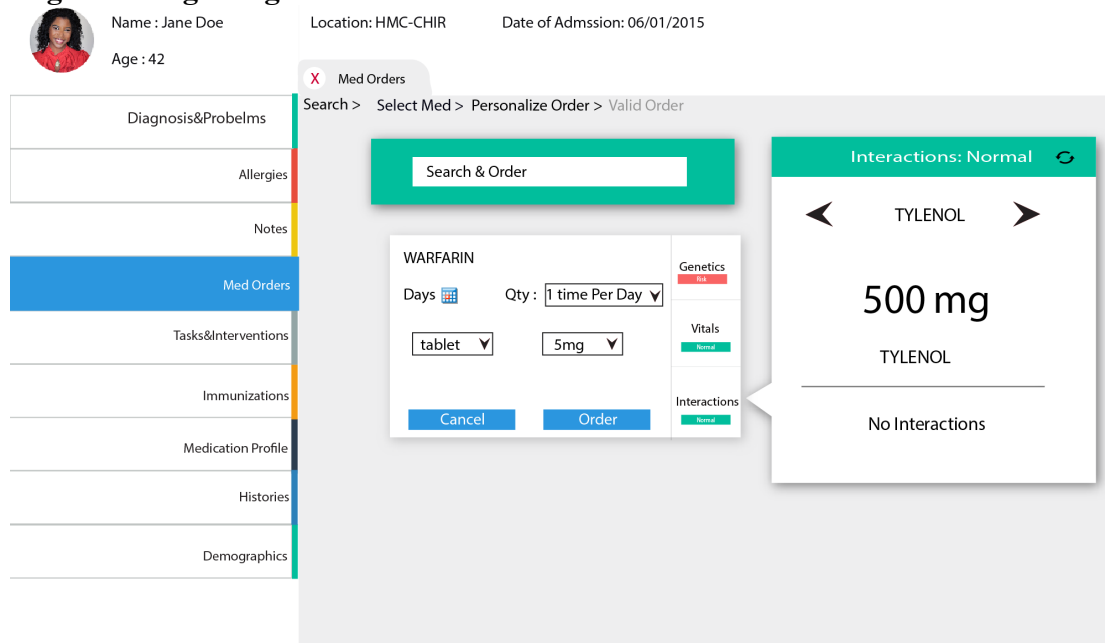 Name : Jane Doe
Age : 42
Location: HMC-CHIR
Date of Admssion: 06/01/2015
X Med Orders
Search > Select Med > Personalize Order > Valid Order
Diagnosis&Probelms
Allergies
Notes
Med Orders
Tasks&Interventions
Immunizations
Medication Profile
Histories
Demographics
Search & Order
WARFARIN
Days Qty : 1 time Per Day
tablet 5mg
Cancel Order
Genetics
Risk
Vitals
Normal
Interactions
Normal
Interactions: Normal
TYLENOL
500 mg
TYLENOL
No Interactions